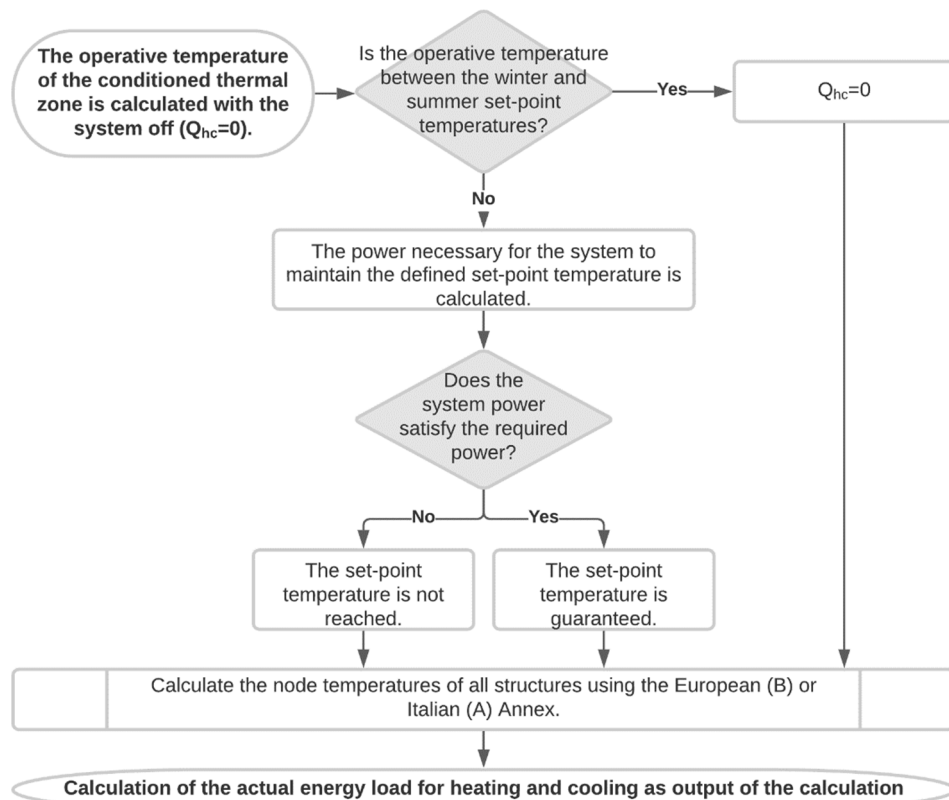 The operative temperature
of the conditioned thermal
zone is calculated with the
system off (Qhc=0).
Is the operative temperature
between the winter and
summer set-point
temperatures?
Yes
Qhc=0
No
The power necessary for the system to
maintain the defined set-point temperature is
calculated.
Does the
system power
satisfy the required
power?
No
Yes
The set-point
temperature is not
reached.
The set-point
temperature is
guaranteed.
Calculate the node temperatures of all structures using the European (B) or
Italian (A) Annex.
Calculation of the actual energy load for heating and cooling as output of the calculation